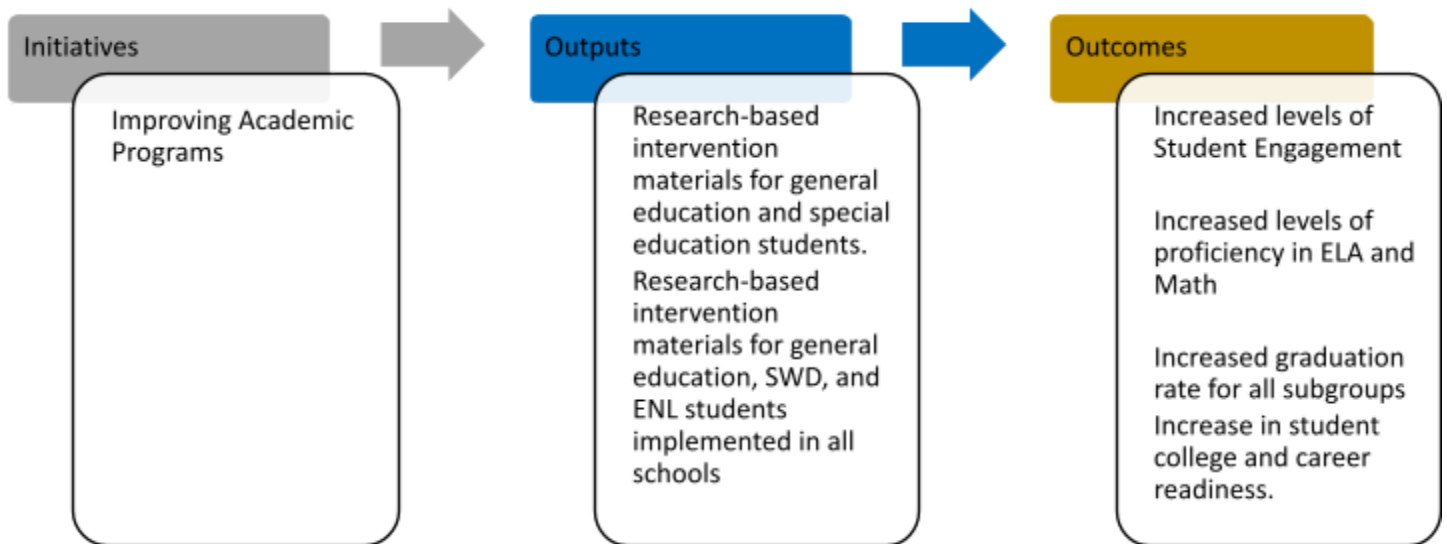 Initiatives
Improving Academic
Programs
Outputs
Research-based
intervention
materials for general
education and special
education students.
Research-based
intervention
materials for general
education, SWD, and
ENL students
implemented in all
schools
Outcomes
Increased levels of
Student Engagement
Increased levels of
proficiency in ELA and
Math
Increased graduation
rate for all subgroups
Increase in student
college and career
readiness.